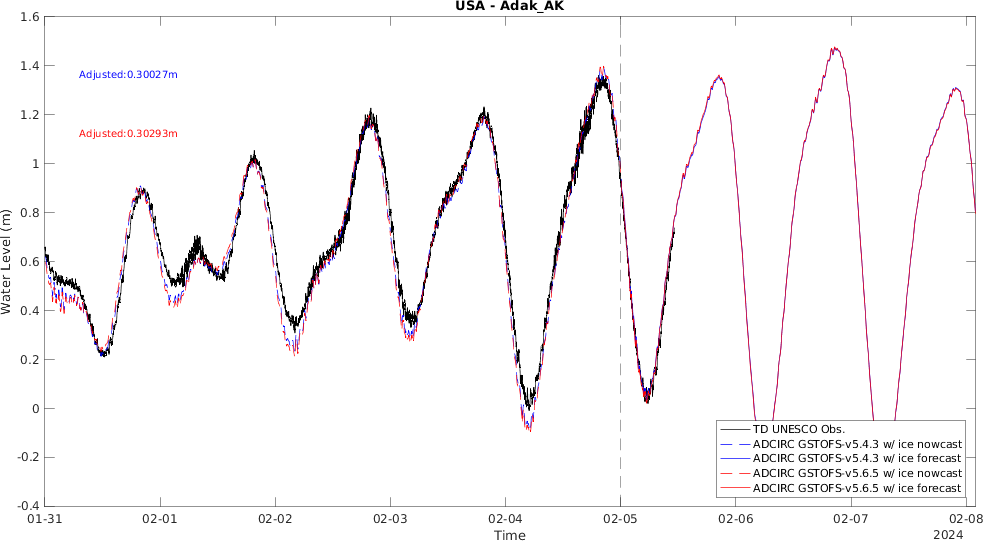 USA - Adak_AK
1.6
1.4
1.2
1
0.8
0.6
0.4
0.2
0
-0.2
-0.4
Water Level (m)
Adjusted:0.30027m
Adjusted:0.30293m
TD UNESCO Obs.
ADCIRC GSTOFS-v5.4.3 w/ ice nowcast
ADCIRC GSTOFS-v5.4.3 w/ ice forecast
ADCIRC GSTOFS-v5.6.5 w/ ice nowcast
ADCIRC GSTOFS-v5.6.5 w/ ice forecast
01-31 02-01 02-02 02-03 02-04 02-05 02-06 02-07 02-08
Time
2024